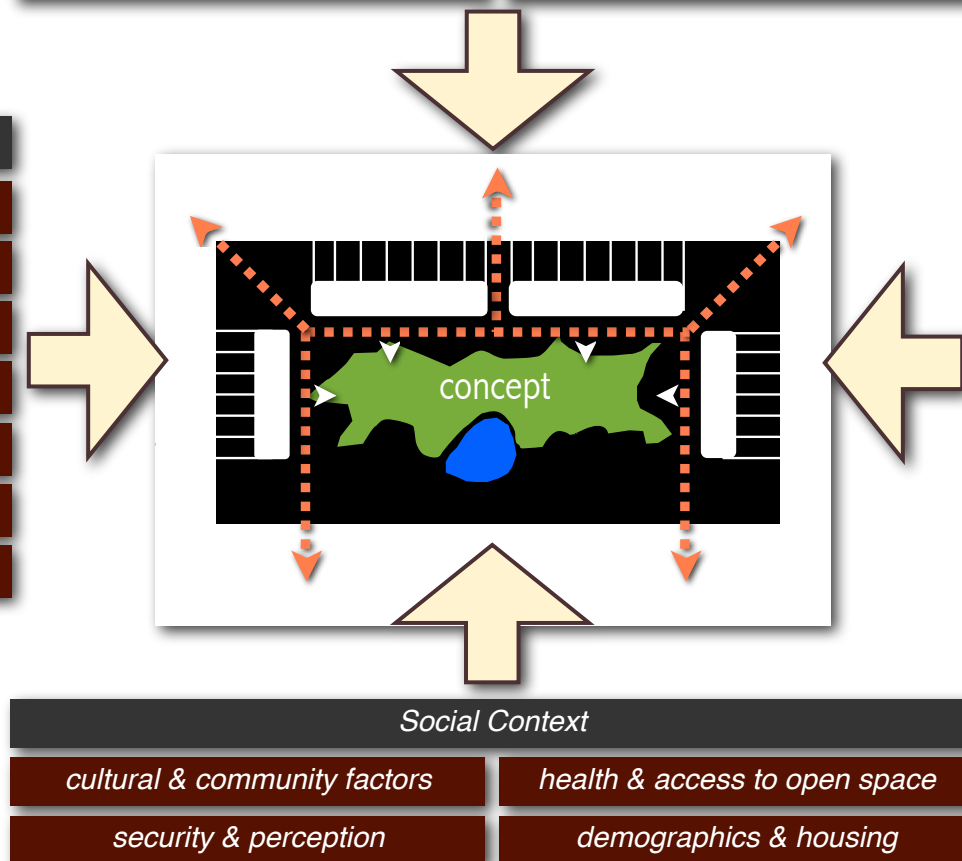 concept
Social Context
cultural & community factors
health & access to open space
security & perception
demographics & housing